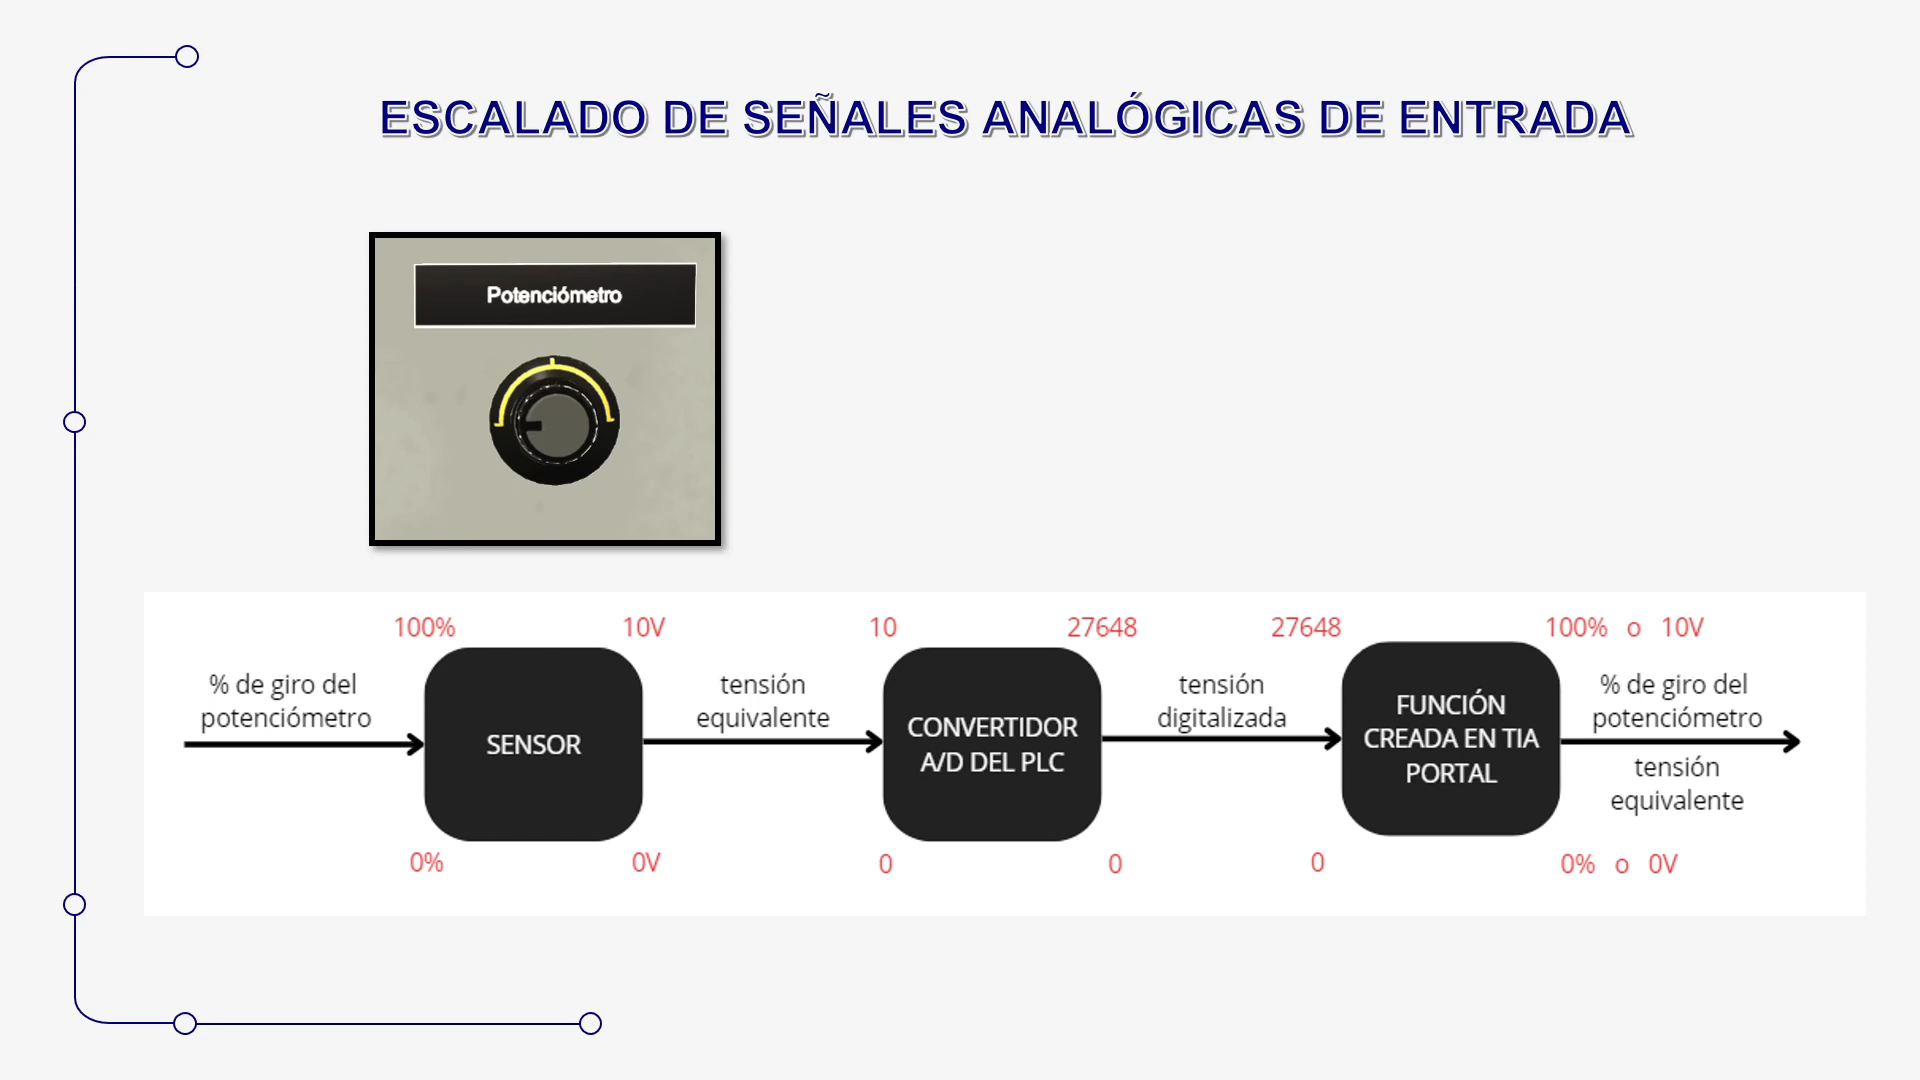 ESCALADO DE SEÑALES ANALÓGICAS DE ENTRADA
Potenciómetro
100% 10V 10 27648 27648 100% o 10V
% de giro del
potenciómetro
SENSOR
tensión
equivalente
CONVERTIDOR
A/D DEL PLC
tensión
digitalizada
FUNCIÓN
CREADA EN TIA
PORTAL
% de giro del
potenciómetro
tensión
equivalente
0% 0V 0 0 0 0% o 0V